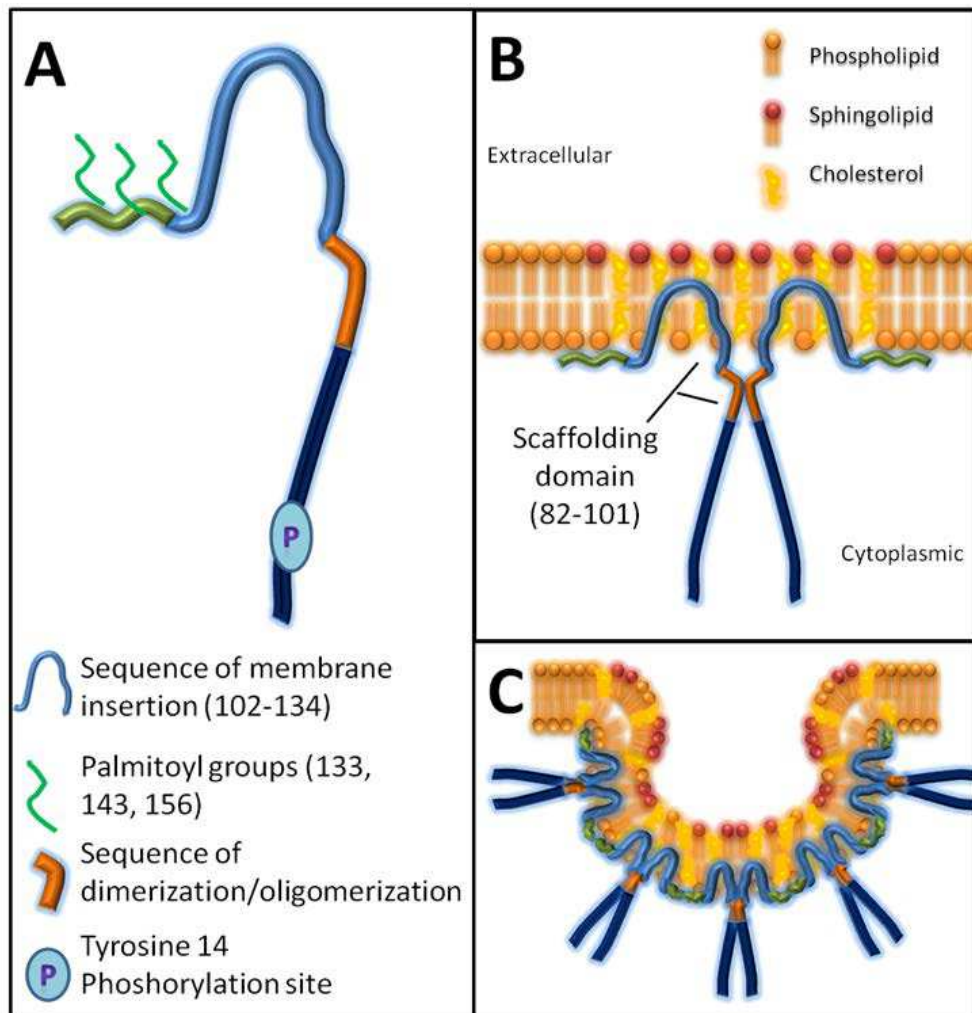 A
P
Sequence of membrane
insertion (102-134)
Palmitoyl groups (133,
143, 156)
Sequence of
dimerization/oligomerization
P
Tyrosine 14
Phoshorylation site
B
Phospholipid
Sphingolipid
Cholesterol
Extracellular
Scaffolding
domain
(82-101)
Cytoplasmic
C